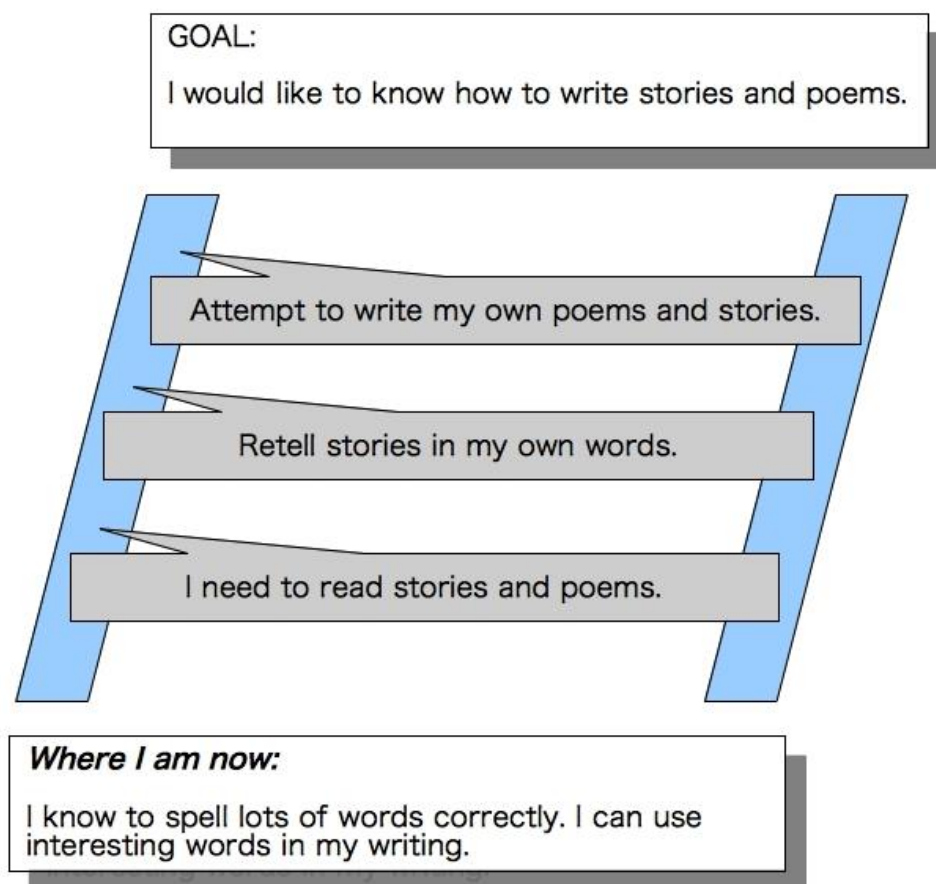 GOAL:
I would like to know how to write stories and poems.
Attempt to write my own poems and stories.
Retell stories in my own words.
I need to read stories and poems.
Where I am now:
I know to spell lots of words correctly. I can use
interesting words in my writing.